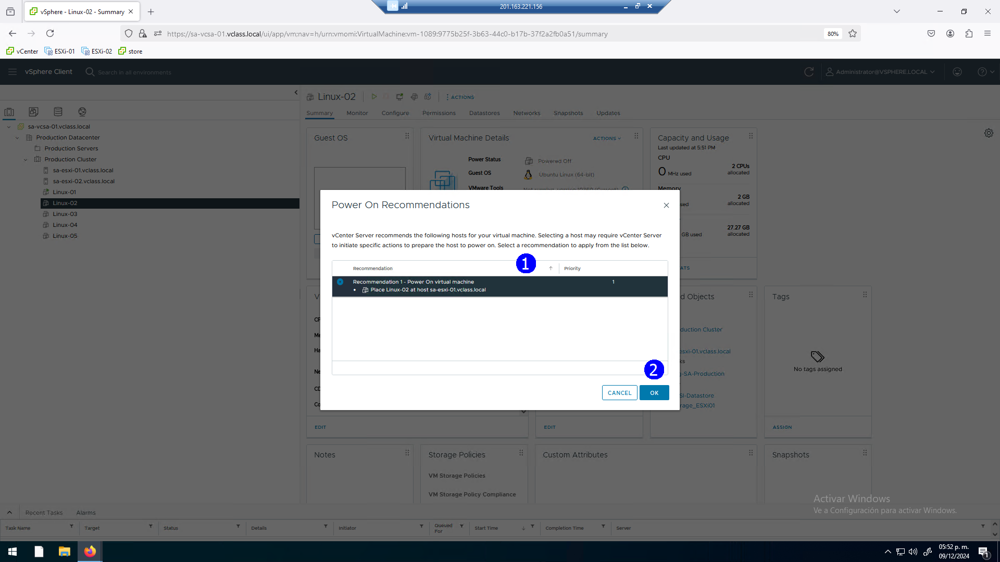 vSphere - Linux-02 - Summary
201.163.221.156
https://sa-vcsa-01.vclass.local/ui/app/vm;nav=h/urn:vmomi:VirtualMachine:vm-1089:9775b25f-3b63-44c0-b17b-37f2a2fb0a51/summary
80%
vCenter
ESXi-01
ESXi-02
store
vSphere Client
Search in all environments
Administrator@VSPHERE.LOCAL
Linux-02
ACTIONS
Summary
Monitor
Configure
Permissions
Datastores
Networks
Snapshots
Updates
sa-vcsa-01.vclass.local
Production Datacenter
Production Servers
Production Cluster
sa-esxi-01.vclass.local
sa-esxi-02.vclass.local
Linux-01
Linux-02
Linux-03
Linux-04
Linux-05
Guest OS
Virtual Machine Details
ACTIONS
Power Status
Powered Off
Guest OS
Ubuntu Linux (64-bit)
VMware Tools
Capacity and Usage
Last updated at 5:51 PM
CPU
0 MHz used
2 CPUs
allocated
Memory
2 GB
allocated
27.27 GB
GB used
allocated
Power On Recommendations
vCenter Server recommends the following hosts for your virtual machine. Selecting a host may require vCenter Server
to initiate specific actions to prepare the host to power on. Select a recommendation to apply from the list below.
1
Recommendation
Priority
Recommendation 1 - Power On virtual machine
1
• Place Linux-02 at host sa-esxi-01.vclass.local
2
CANCEL
OK
d Objects
duction Cluster
esxi-01.vclass.local
ks
-SA-Production
SI-Datastore
rage_ESXi01
Tags
No tags assigned
EDIT
EDIT
ASSIGN
Notes
Storage Policies
VM Storage Policies
VM Storage Policy Compliance
Custom Attributes
Snapshots
Activar Windows
Ve a Configuración para activar Windows.
Recent Tasks
Alarms
Task Name
Target
Status
Details
Initiator
Queued
For
Start Time
Completion Time
Server
05:52 p. m.
09/12/2024
1